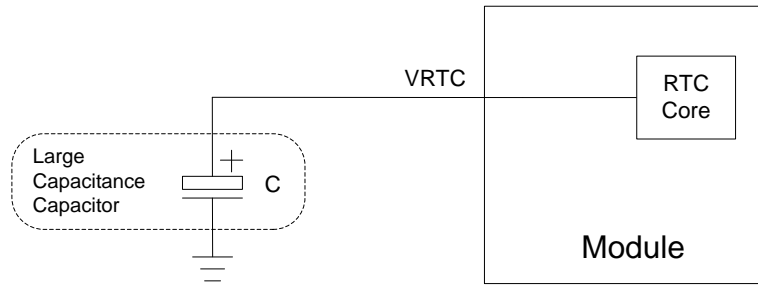 VRTC
RTC
Core
Large
Capacitance
Capacitor
+
C
Module